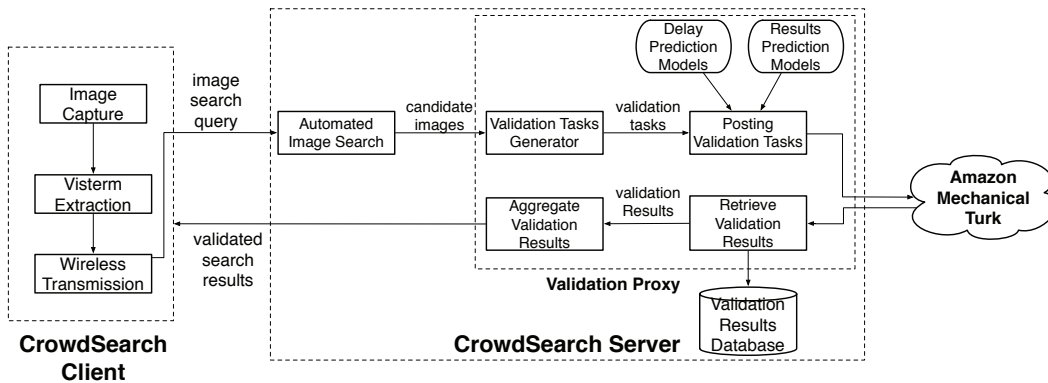 Image
Capture
Visterm
Extraction
Wireless
Transmission
CrowdSearch
Client
image
search
query
validated
search
results
Automated
Image Search
candidate
images
Validation Tasks
Generator
validation
tasks
Delay
Prediction
Models
Results
Prediction
Models
Posting
Validation Tasks
Aggregate
Validation
Results
validation
Results
Retrieve
Validation
Results
Validation Proxy
Validation
Results
Database
CrowdSearch Server
Amazon
Mechanical
Turk